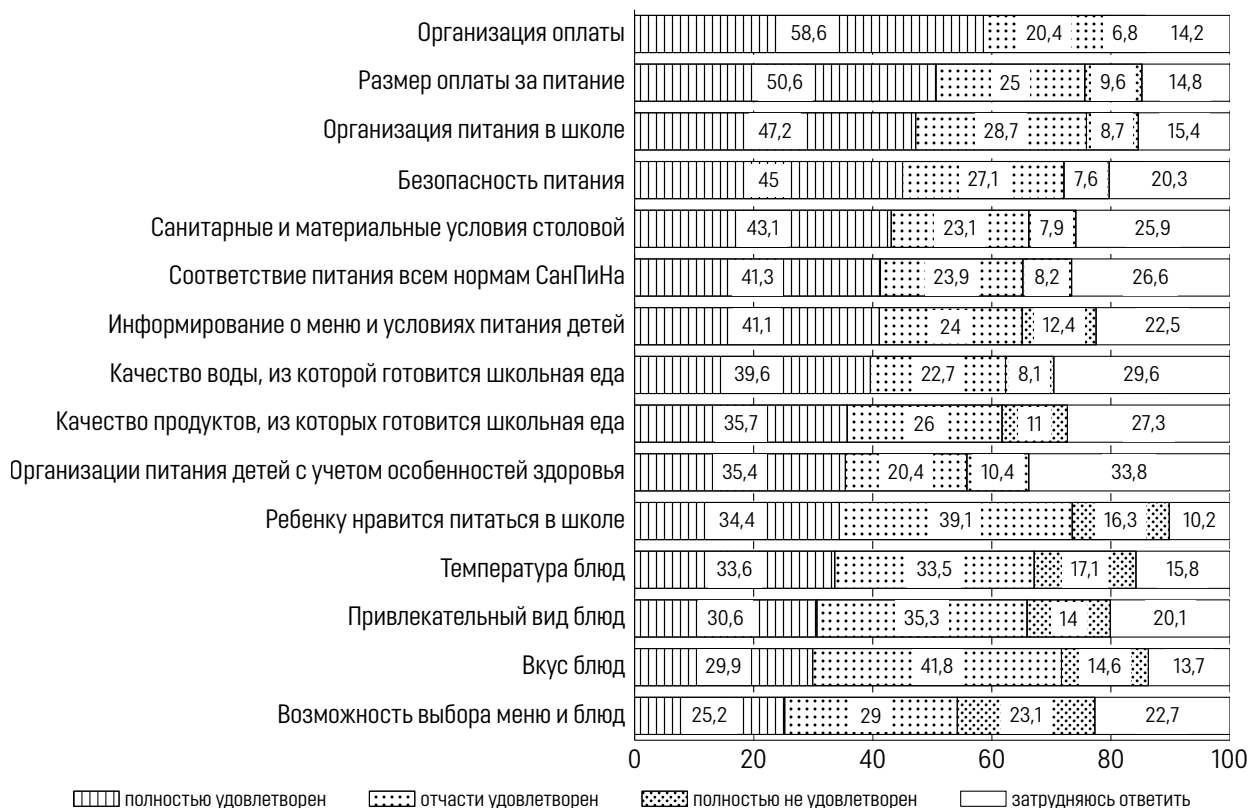 Организация оплаты 58,6 20,4 6,8 14,2
Размер оплаты за питание 50,6 25 9,6 14,8
Организация питания в школе 47,2 28,7 8,7 15,4
Безопасность питания 45 27,1 7,6 20,3
Санитарные и материальные условия столовой 43,1 23,1 7,9 25,9
Соответствие питания всем нормам СанПиНа 41,3 23,9 8,2 26,6
Информирование о меню и условиях питания детей 41,1 24 12,4 22,5
Качество воды, из которой готовится школьная еда 39,6 22,7 8,1 29,6
Качество продуктов, из которых готовится школьная еда 35,7 26 11 27,3
Организации питания детей с учетом особенностей здоровья 35,4 20,4 10,4 33,8
Ребенку нравится питаться в школе 34,4 39,1 16,3 10,2
Температура блюд 33,6 33,5 17,1 15,8
Привлекательный вид блюд 30,6 35,3 14 20,1
Вкус блюд 29,9 41,8 14,6 13,7
Возможность выбора меню и блюд 25,2 29 23,1 22,7
0 20 40 60 80 100
полностью удовлетворен отчасти удовлетворен полностью не удовлетворен затрудняюсь ответить